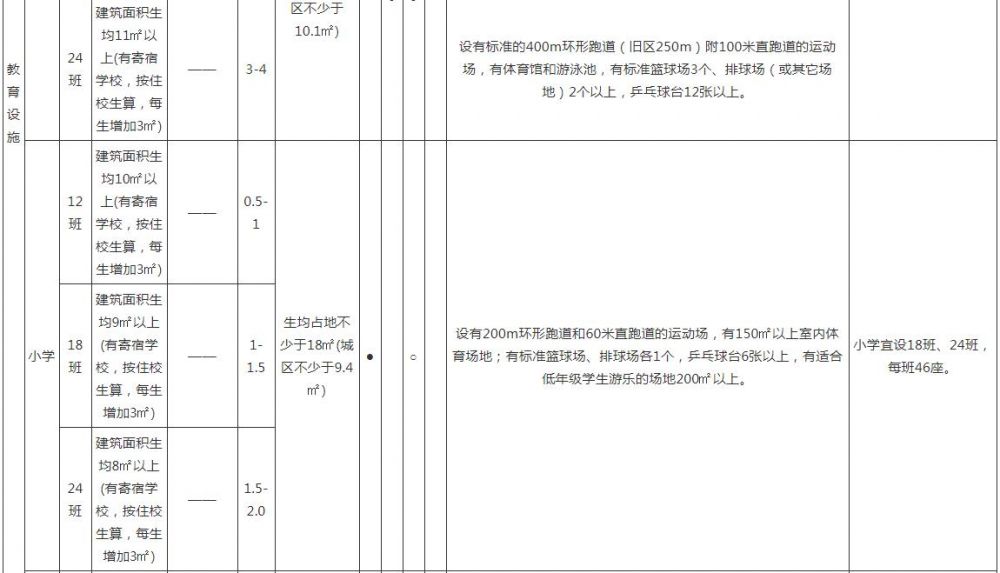 教
育
设
施
24
班
建筑面积生
均11㎡以
上(有寄宿
学校，按住
校生算，每
生增加3㎡)
——
3-4
区不少于
10.1㎡)
设有标准的400m环形跑道（旧区250m）附100米直跑道的运动
场，有体育馆和游泳池，有标准篮球场3个、排球场（或其它场
地）2个以上，乒乓球台12张以上。
小学
12
班
建筑面积生
均10㎡以
上(有寄宿
学校，按住
校生算，每
生增加3㎡)
——
0.5-
1
18
班
建筑面积生
均9㎡以上
(有寄宿学
校，按住校
生算，每生
增加3㎡)
——
1-
1.5
24
班
建筑面积生
均8㎡以上
(有寄宿学
校，按住校
生算，每生
增加3㎡)
——
1.5-
2.0
生均占地不
少于18㎡(城
区不少于9.4
㎡)
●
○
设有200m环形跑道和60米直跑道的运动场，有150㎡以上室内体
育场地；有标准篮球场、排球场各1个，乒乓球台6张以上，有适合
低年级学生游乐的场地200㎡以上。
小学宜设18班、24班，
每班46座。